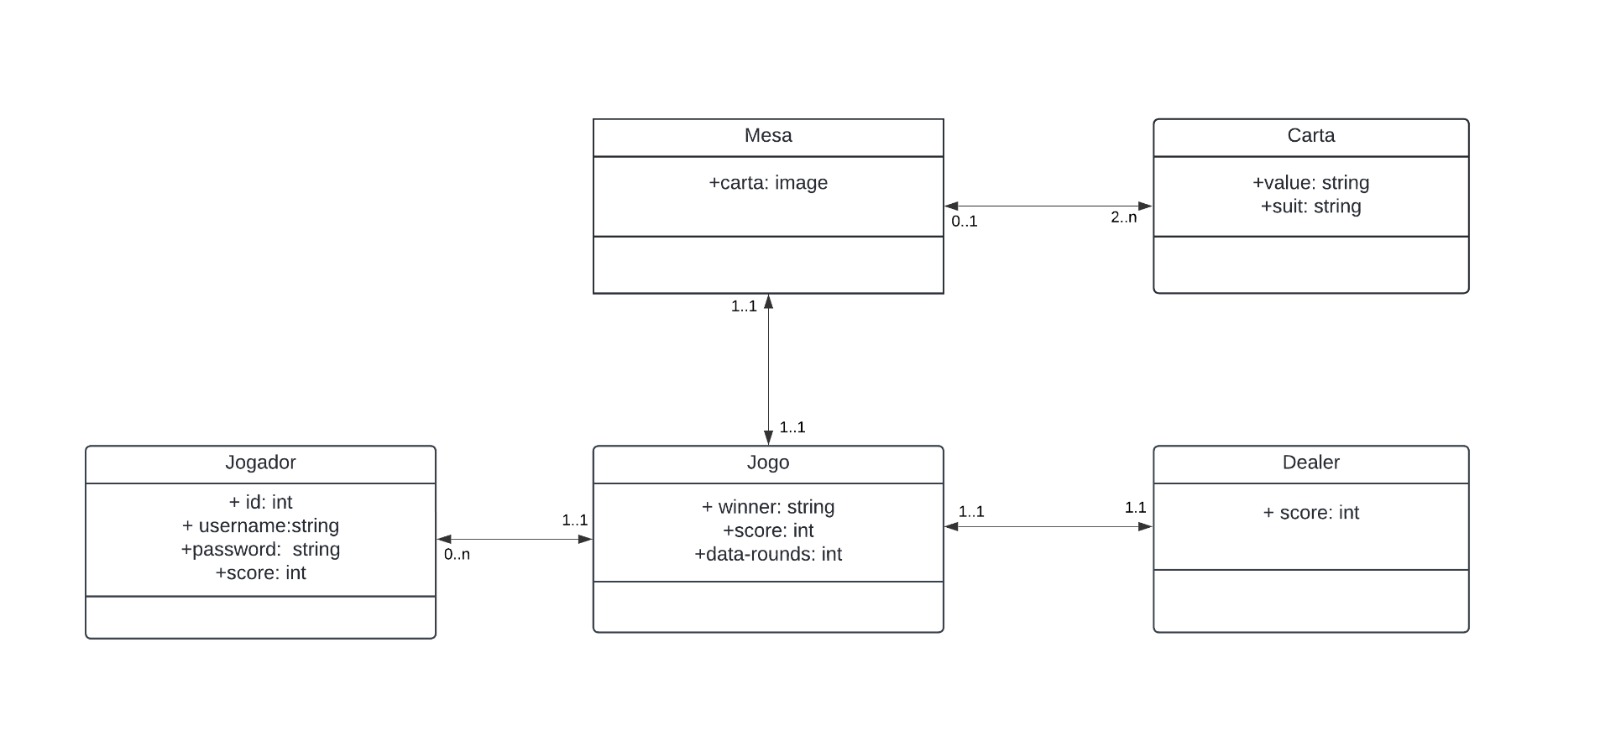 Mesa
+carta: image
Carta
+value: string
+suit: string
0..1
2..n
1..1
1..1
Jogador
+ id: int
+ username:string
+password:  string
+score: int
0..n
1..1
Jogo
+ winner: string
+score: int
+data-rounds: int
1..1
1.1
Dealer
+ score: int